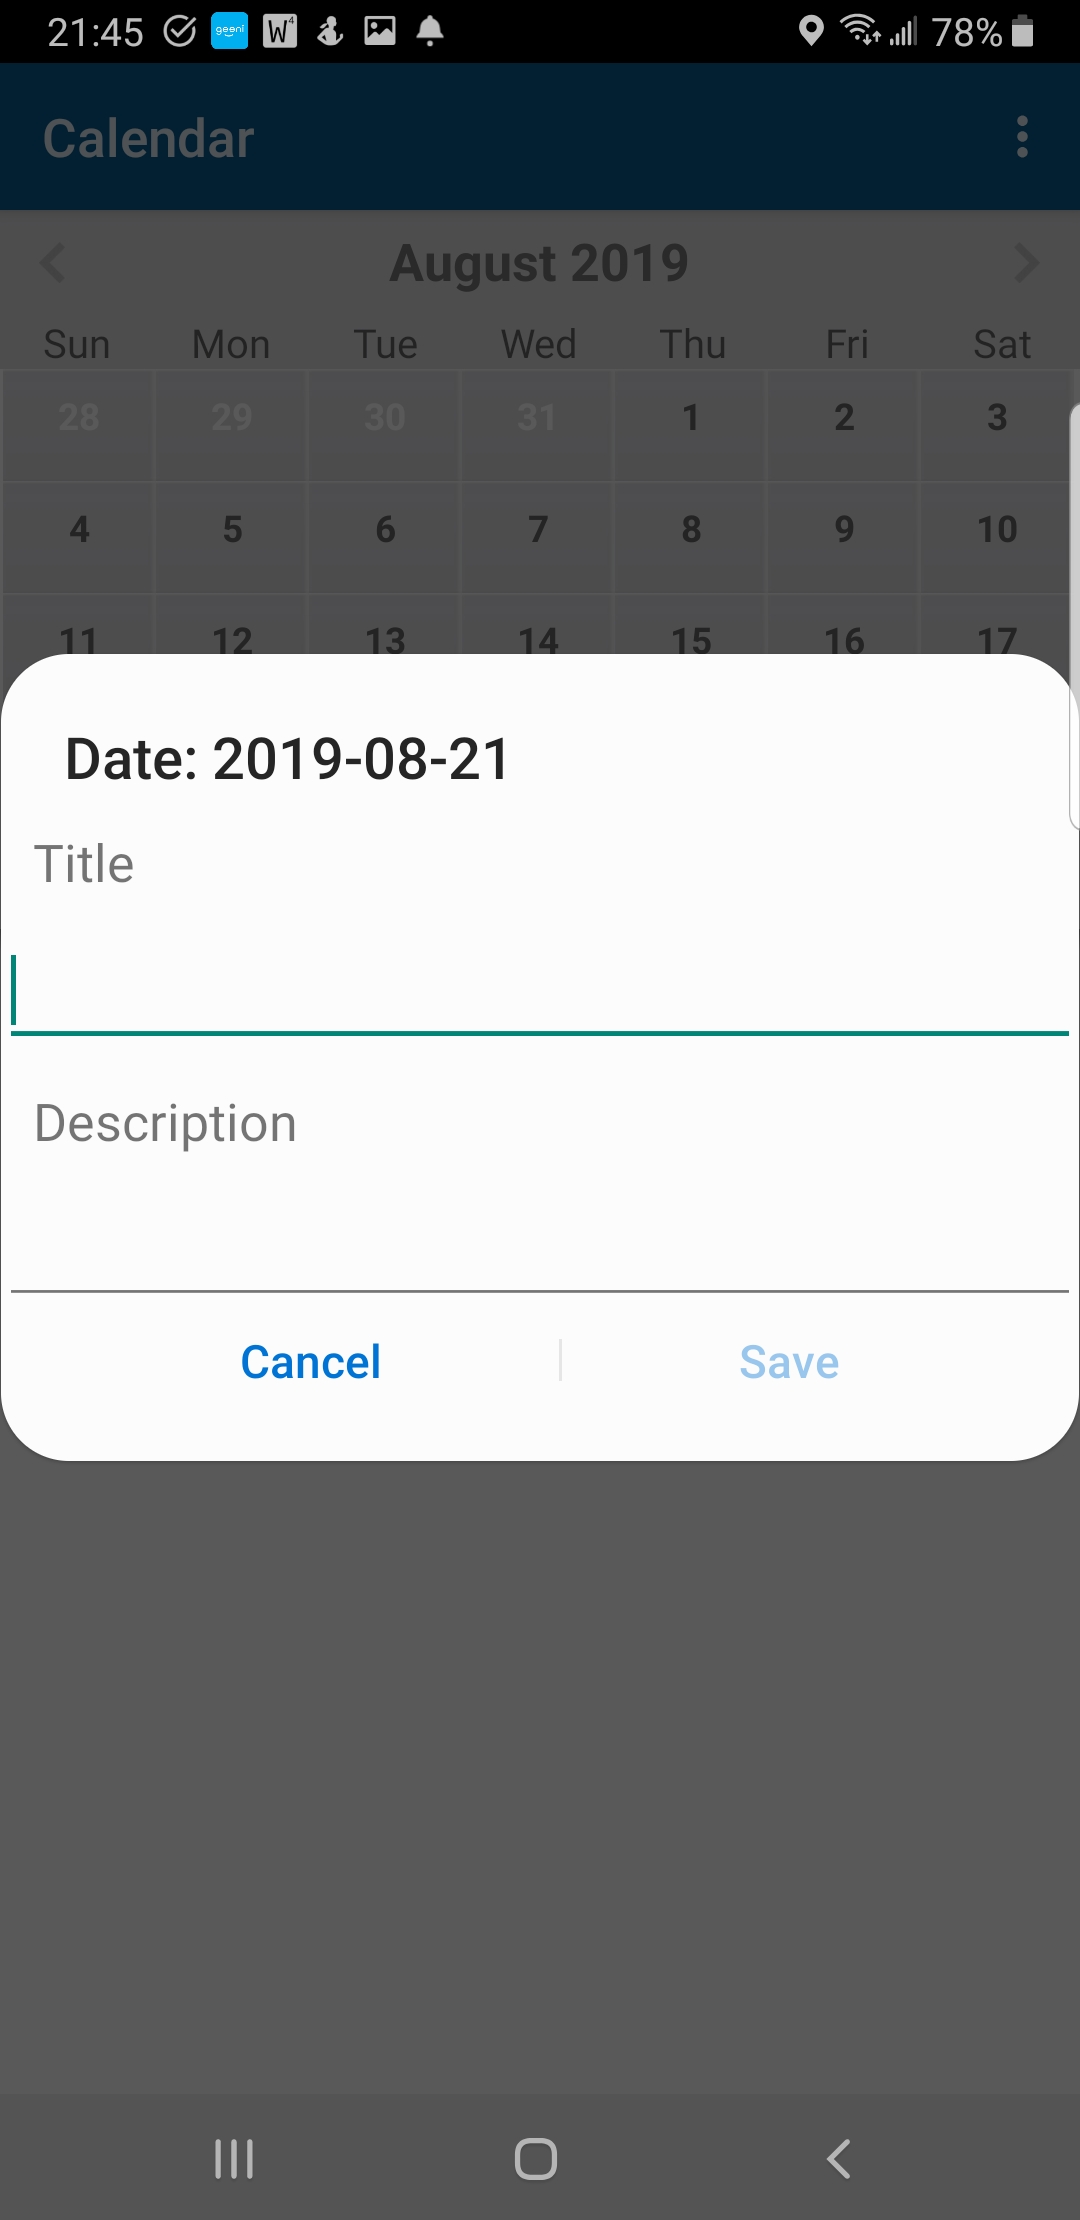 21:45 geeni W4 78%
Calendar
August 2019
Sun Mon Tue Wed Thu Fri Sat
28 29 30 31 1 2 3
4 5 6 7 8 9 10
11 12 13 14 15 16 17
Date: 2019-08-21
Title
Description
Cancel Save